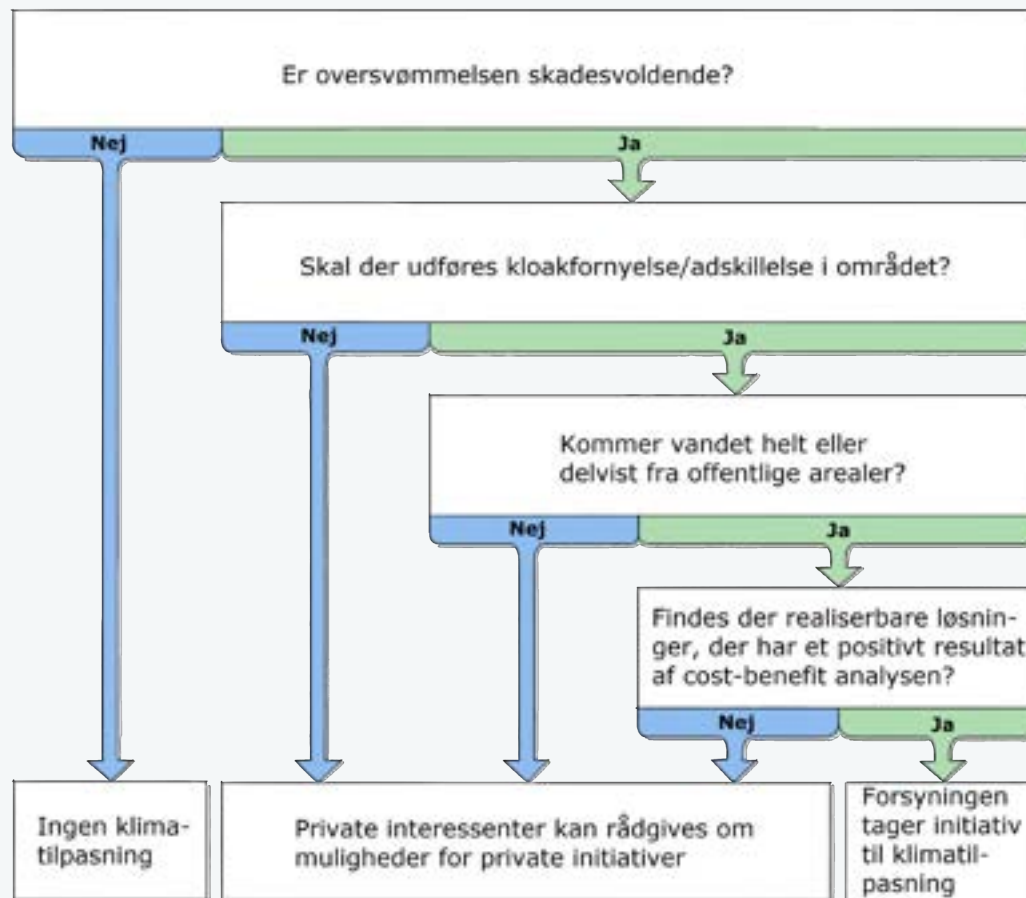 Er oversvømmelsen skadesvoldende?
Nej
Ja
Skal der udføres kloakfornyelse/adskillelse i området?
Nej
Ja
Kommer vandet helt eller
delvist fra offentlige arealer?
Nej
Ja
Findes der realiserbare løsnin-
ger, der har et positivt resultat
af cost-benefit analysen?
Nej
Ja
Ingen klima-
tilpasning
Private interessenter kan rådgives om
muligheder for private initiativer
Forsyningen
tager initiativ
til klimatil-
pasning